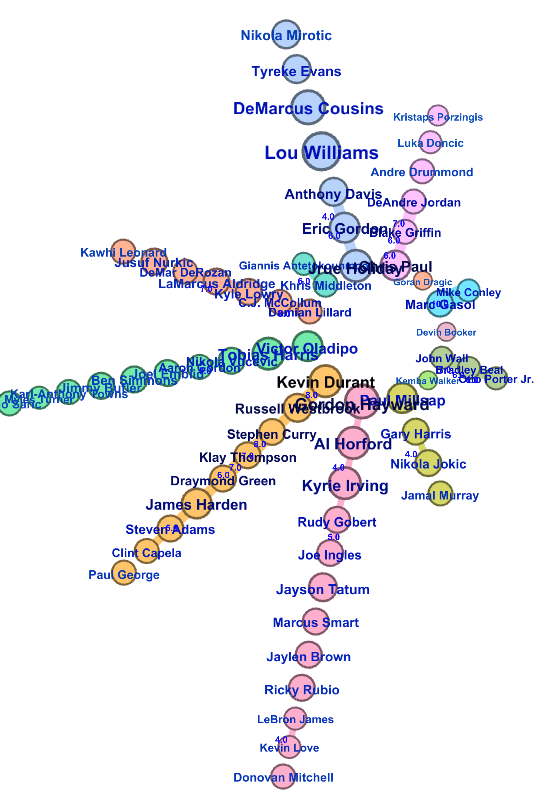 Nikola Mirotic
Tyreke Evans
DeMarcus Cousins
Kristaps Porzingis
Luka Doncic
Lou Williams
Andre Drummond
Anthony Davis
DeAndre Jordan
4.0
7.0
Eric Gordon
Blake Griffin
6.0
6.0
Kawhi Leonard
6.0
Jusuf Nurkic
Giannis Antetokounmpo
Jrue Holiday
Chris Paul
DeMar DeRozan
LaMarcus Aldridge
Khris Middleton
Goran Dragic
Kyle Lowry
Mike Conley
C.J. McCollum
Marc Gasol
Damian Lillard
Devin Booker
Victor Oladipo
Tobias Harris
John Wall
Nikola Vucevic
Aaron Gordon
Bradley Beal
Joel Embiid
Otto Porter Jr.
Ben Simmons
Kemba Walker
Kevin Durant
Jimmy Butler
Karl-Anthony Towns
Myles Turner
o Saric
8.0
Paul Millsap
Gordon Hayward
Russell Westbrook
Stephen Curry
Gary Harris
8.0
Al Horford
Klay Thompson
4.0
Nikola Jokic
7.0
4.0
6.0
Draymond Green
Kyrie Irving
Jamal Murray
James Harden
Rudy Gobert
Steven Adams
5.0
Clint Capela
Joe Ingles
Paul George
Jayson Tatum
Marcus Smart
Jaylen Brown
Ricky Rubio
LeBron James
4.0
Kevin Love
Donovan Mitchell